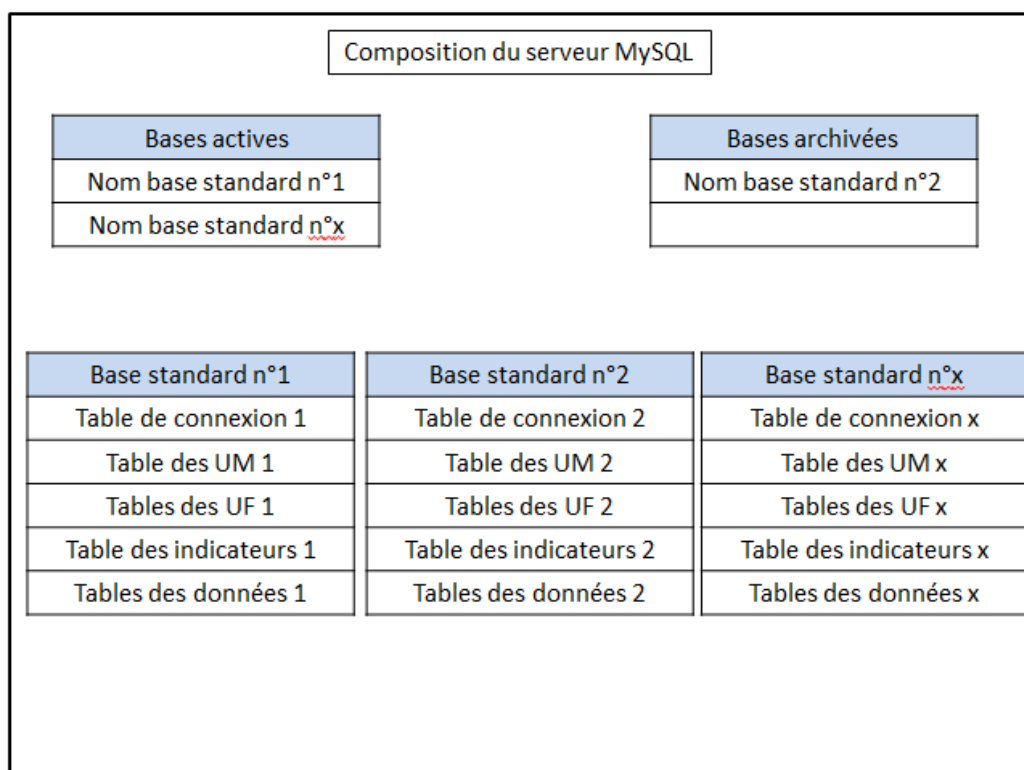 Composition du serveur MySQL
Bases actives
Nom base standard n°1
Nom base standard n°x
Bases archivées
Nom base standard n°2
Base standard n°1
Table de connexion 1
Table des UM 1
Tables des UF 1
Table des indicateurs 1
Tables des données 1
Base standard n°2
Table de connexion 2
Table des UM 2
Tables des UF 2
Table des indicateurs 2
Tables des données 2
Base standard n°x
Table de connexion x
Table des UM x
Tables des UF x
Table des indicateurs x
Tables des données x